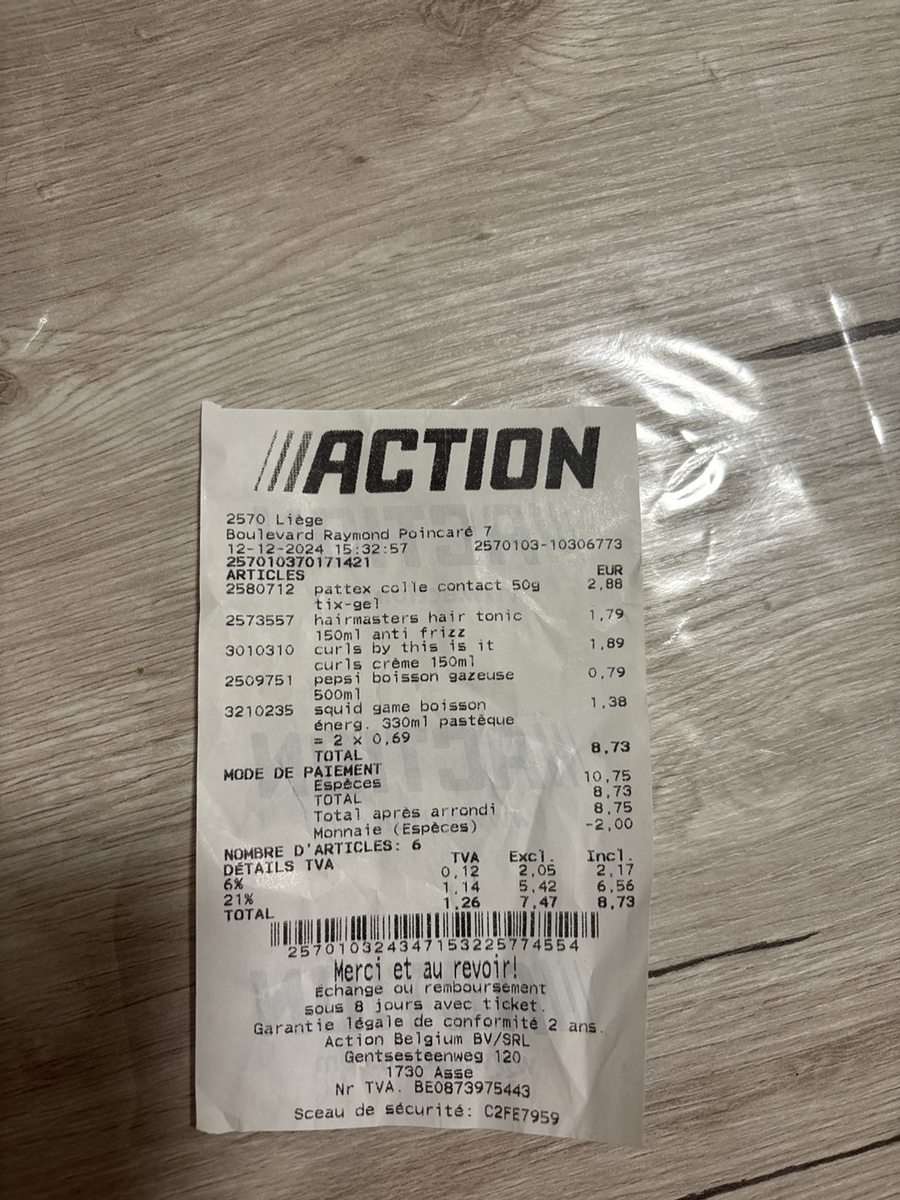 ACTION
2570 Liège
Boulevard Raymond Poincaré 7
12-12-2024 15:32:57 2570103-10306773
257010370171421
ARTICLES EUR
2580712 pattex colle contact 50g 2,88
tix-gel
2573557 hairmasters hair tonic 1,79
150ml anti frizz
3010310 curls by this is it 1,89
curls crème 150ml
2509751 pepsi boisson gazeuse 0,79
500ml
3210235 squid game boisson 1,38
énerg. 330ml pastèque
= 2 x 0,69
TOTAL 8,73
MODE DE PAIEMENT
Espèces 10,75
TOTAL 8,73
Total après arrondi 8,75
Monnaie (Espèces) -2,00
NOMBRE D'ARTICLES: 6
DÉTAILS TVA TVA Excl. Incl.
6% 0,12 2,05 2,17
21% 1,14 5,42 6,56
TOTAL 1,26 7,47 8,73
2570103243471532257 74554
Merci et au revoir!
Échange ou remboursement
sous 8 jours avec ticket.
Garantie légale de conformité 2 ans.
Action Belgium BV/SRL
Gentsesteenweg 120
1730 Asse
Nr TVA. BE0873975443
Sceau de sécurité: C2FE7959